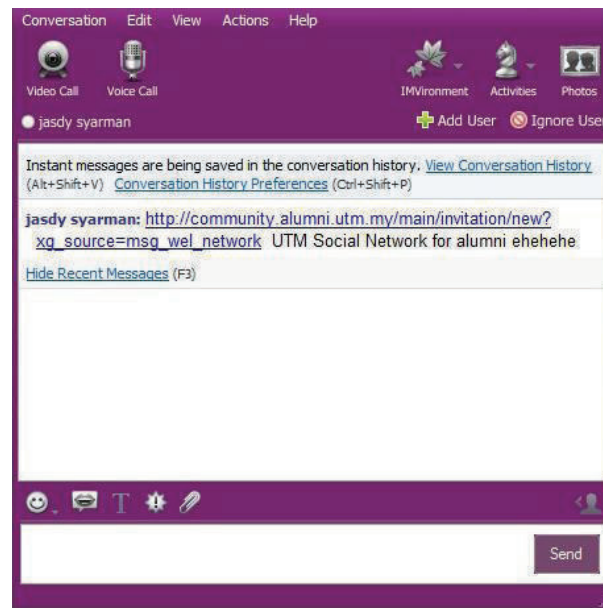 Conversation Edit View Actions Help
Video Call Voice Call IMVironment Activities Photos
jasdy syarman Add User Ignore User
Instant messages are being saved in the conversation history. View Conversation History
(Alt+Shift+V) Conversation History Preferences (Ctrl+Shift+P)
jasdy syarman: http://community.alumni.utm.my/main/invitation/new?
xg_source=msg_wel_network UTM Social Network for alumni ehehehe
Hide Recent Messages (F3)
T
Send